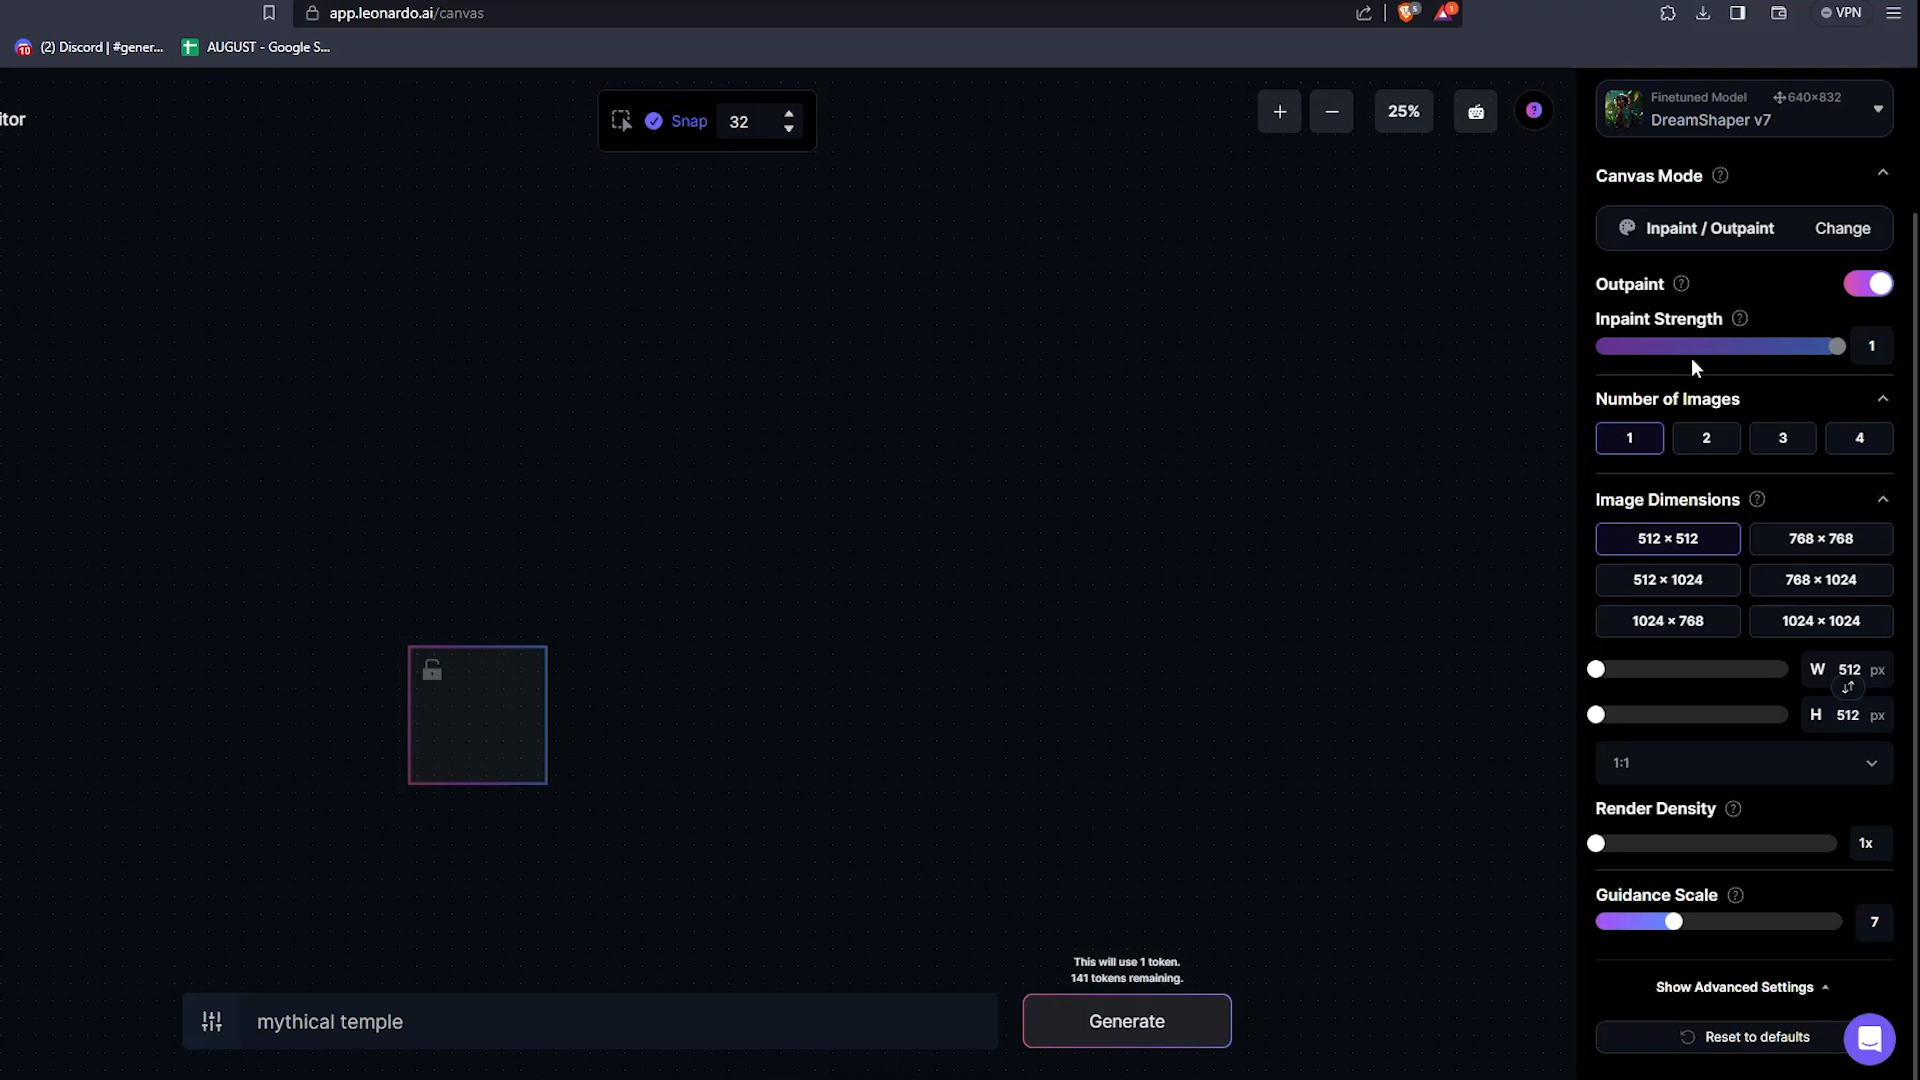 app.leonardo.ai/canvas
5
1
VPN
10
(2) Discord | #gener...
AUGUST - Google S...
itor
Snap
32
25%
?
Finetuned Model
640×832
DreamShaper v7
Canvas Mode ?
Inpaint / Outpaint
Change
Outpaint ?
Inpaint Strength ?
1
Number of Images
1
2
3
4
Image Dimensions ?
512 × 512
768 × 768
512 × 1024
768 × 1024
1024 × 768
1024 × 1024
W 512 px
H 512 px
1:1
Render Density ?
1x
Guidance Scale ?
7
Show Advanced Settings
Reset to defaults
This will use 1 token.
141 tokens remaining.
mythical temple
Generate